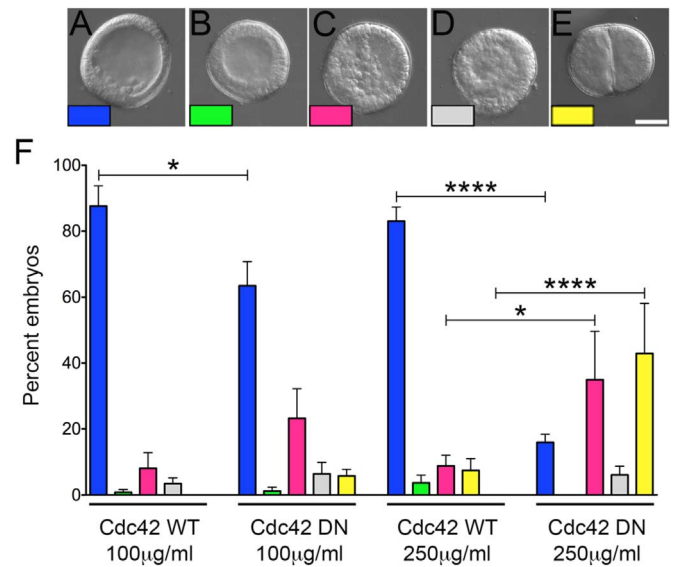 A B C D E
F
100
*
****
80
60
****
*
40
20
0
Percent embryos
Cdc42 WT Cdc42 DN Cdc42 WT Cdc42 DN
100µg/ml 100µg/ml 250µg/ml 250µg/ml